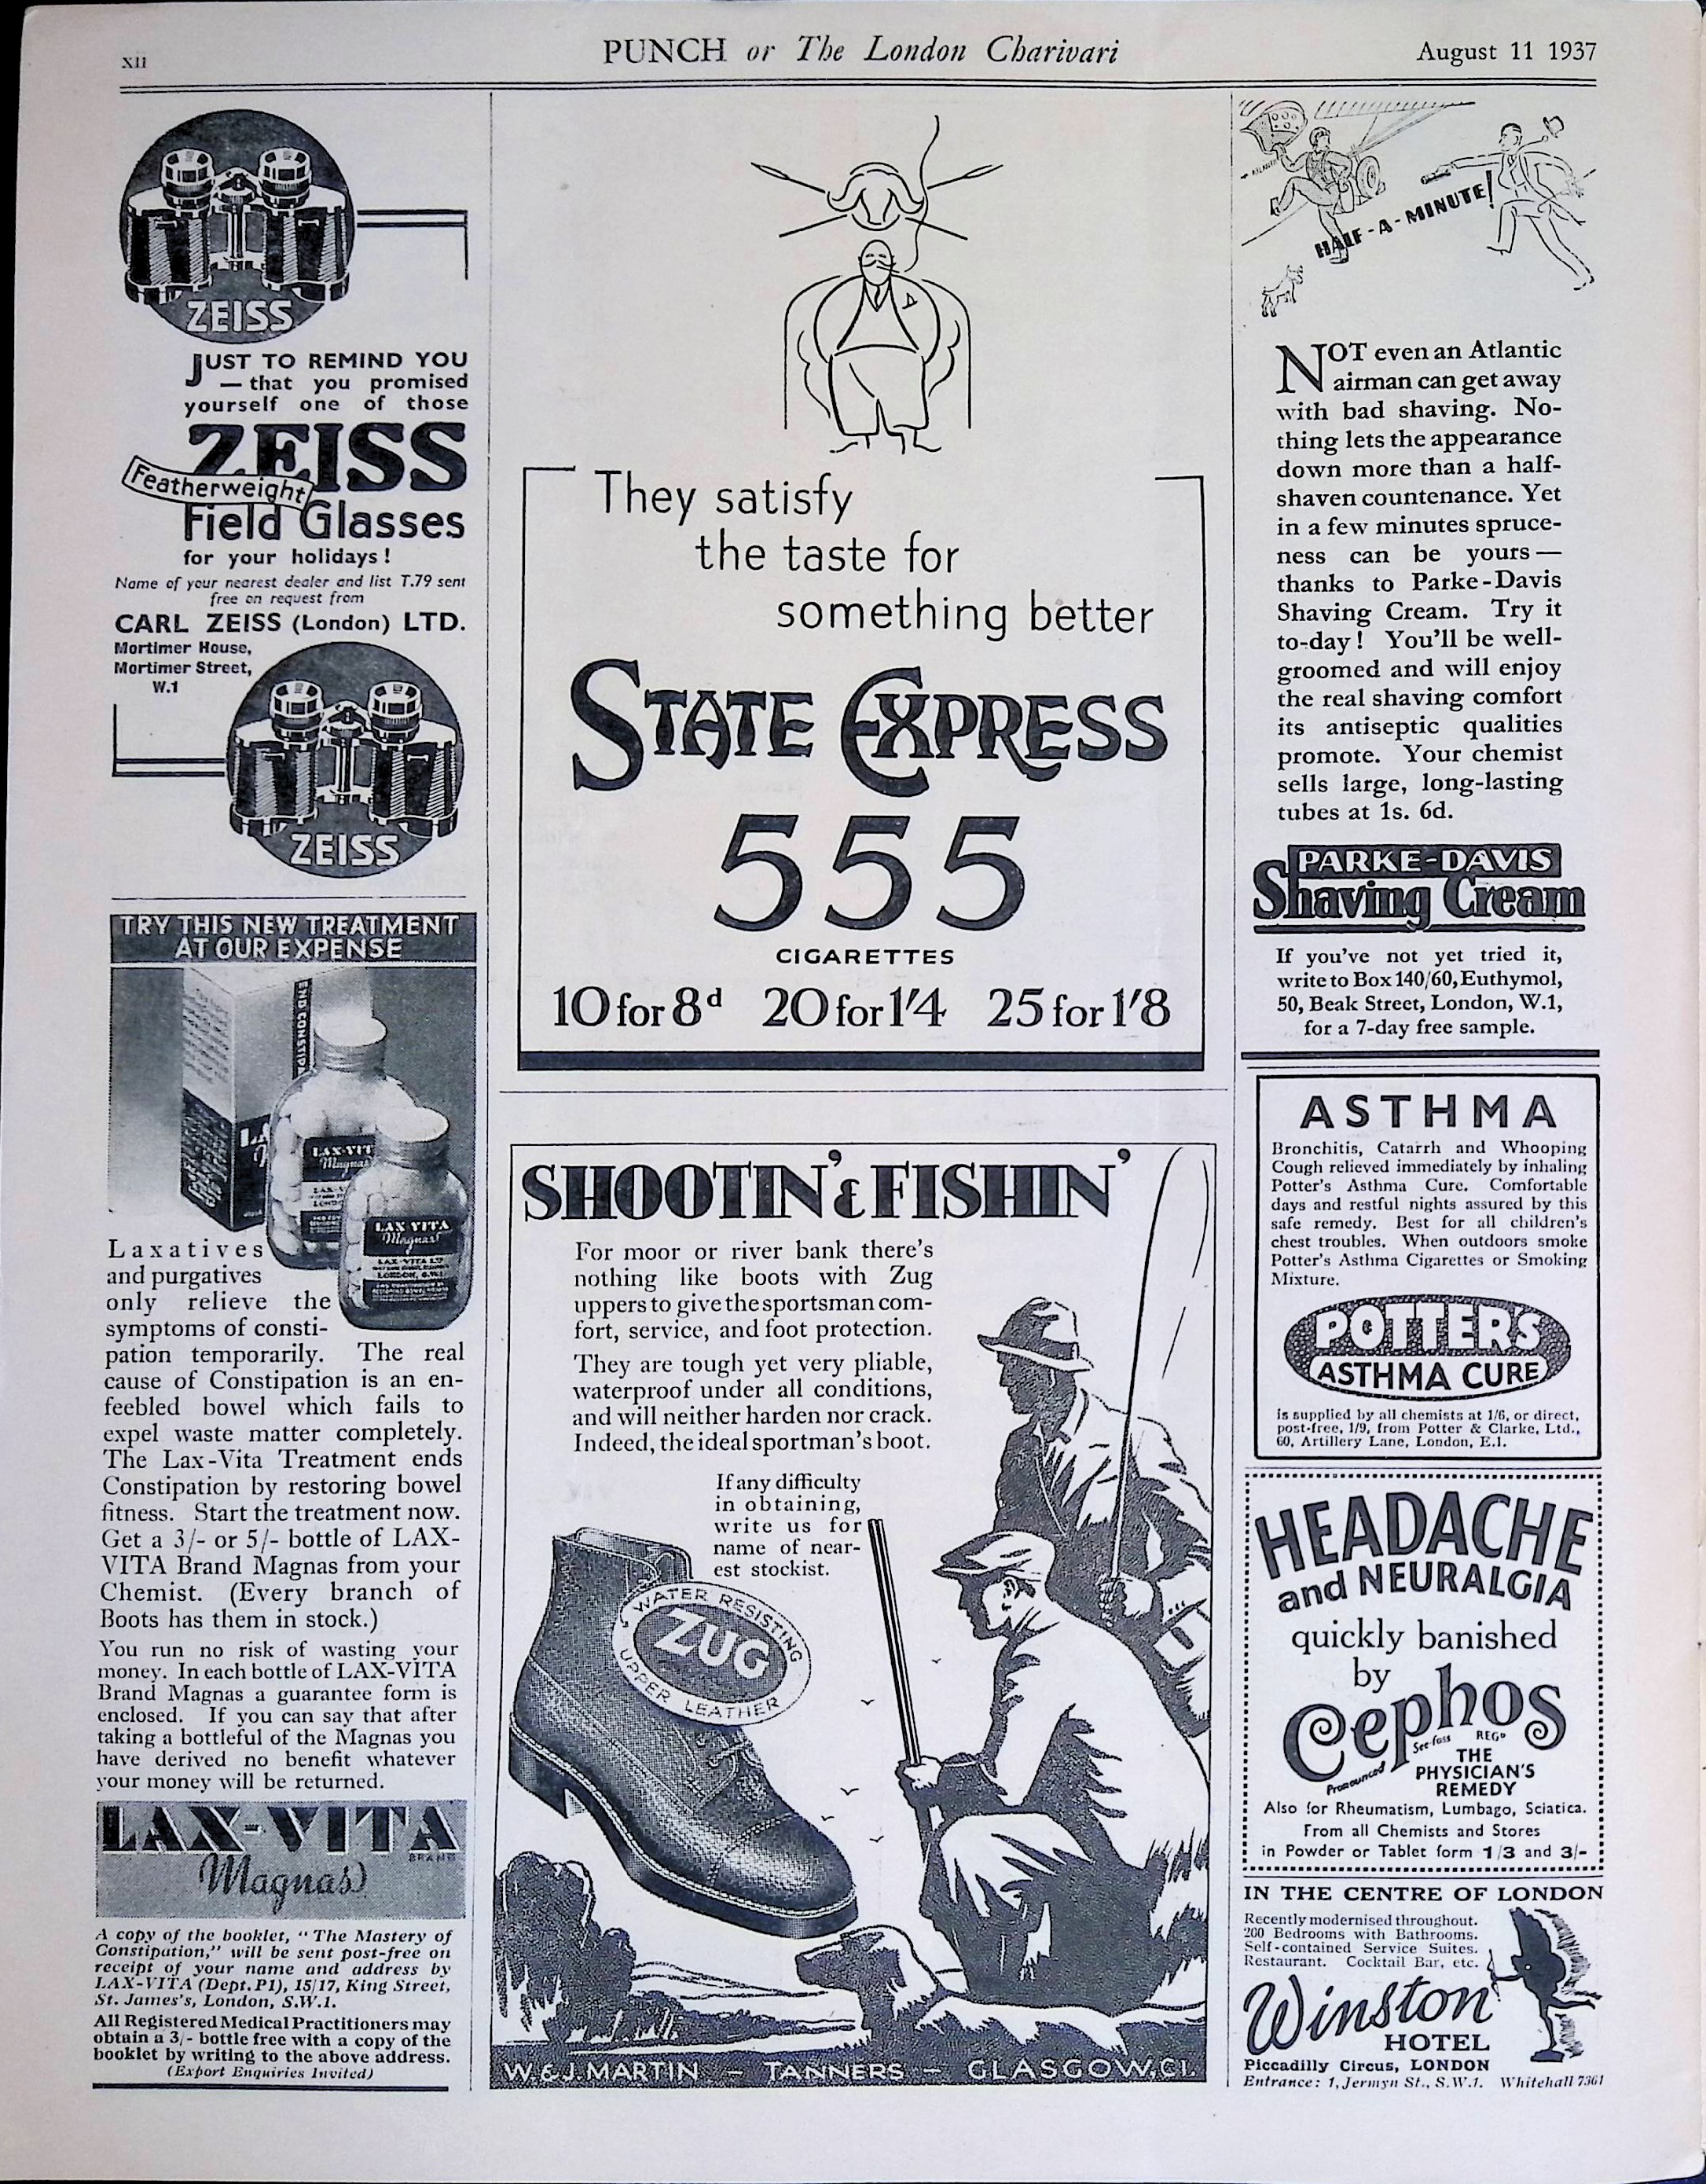 xii
PUNCH or The London Charivari
August 11 1937
ZEISS
JUST TO REMIND YOU
— that you promised
yourself one of those
ZEISS
Featherweight
Field Glasses
for your holidays!
Name of your nearest dealer and list T.79 sent
free on request from
CARL ZEISS (London) LTD.
Mortimer House,
Mortimer Street,
W.1
ZEISS
TRY THIS NEW TREATMENT
AT OUR EXPENSE
END CONSTIP
LAX-VIT
Magnas
LAX VITA
Magnas
LAX-VITA LTD
LONDON, S.W.1
Laxatives
and purgatives
only relieve the
symptoms of consti-
pation temporarily. The real
cause of Constipation is an en-
feebled bowel which fails to
expel waste matter completely.
The Lax-Vita Treatment ends
Constipation by restoring bowel
fitness. Start the treatment now.
Get a 3/- or 5/- bottle of LAX-
VITA Brand Magnas from your
Chemist. (Every branch of
Boots has them in stock.)
You run no risk of wasting your
money. In each bottle of LAX-VITA
Brand Magnas a guarantee form is
enclosed. If you can say that after
taking a bottleful of the Magnas you
have derived no benefit whatever
your money will be returned.
LAX-VITA
BRAND
Magnas
A copy of the booklet, "The Mastery of
Constipation," will be sent post-free on
receipt of your name and address by
LAX-VITA (Dept. P1), 15/17, King Street,
St. James's, London, S.W.1.
All Registered Medical Practitioners may
obtain a 3/- bottle free with a copy of the
booklet by writing to the above address.
(Export Enquiries Invited)
They satisfy
the taste for
something better
STATE EXPRESS
555
CIGARETTES
10 for 8d 20 for 1'4 25 for 1'8
SHOOTIN' & FISHIN'
For moor or river bank there's
nothing like boots with Zug
uppers to give the sportsman com-
fort, service, and foot protection.
They are tough yet very pliable,
waterproof under all conditions,
and will neither harden nor crack.
Indeed, the ideal sportman's boot.
If any difficulty
in obtaining,
write us for
name of near-
est stockist.
WATER RESISTING
ZUG
UPPER LEATHER
W. & J. MARTIN — TANNERS — GLASGOW, C.1.
HALF-A-MINUTE!
NOT even an Atlantic
airman can get away
with bad shaving. No-
thing lets the appearance
down more than a half-
shaven countenance. Yet
in a few minutes spruce-
ness can be yours —
thanks to Parke-Davis
Shaving Cream. Try it
to-day! You'll be well-
groomed and will enjoy
the real shaving comfort
its antiseptic qualities
promote. Your chemist
sells large, long-lasting
tubes at 1s. 6d.
PARKE-DAVIS
Shaving Cream
If you've not yet tried it,
write to Box 140/60, Euthymol,
50, Beak Street, London, W.1,
for a 7-day free sample.
ASTHMA
Bronchitis, Catarrh and Whooping
Cough relieved immediately by inhaling
Potter's Asthma Cure. Comfortable
days and restful nights assured by this
safe remedy. Best for all children's
chest troubles. When outdoors smoke
Potter's Asthma Cigarettes or Smoking
Mixture.
POTTER'S
ASTHMA CURE
is supplied by all chemists at 1/6, or direct,
post-free, 1/9, from Potter & Clarke, Ltd.,
60, Artillery Lane, London, E.1.
HEADACHE
and NEURALGIA
quickly banished
by
Cephos
Pronounced See-foss REGD
THE
PHYSICIAN'S
REMEDY
Also for Rheumatism, Lumbago, Sciatica.
From all Chemists and Stores
in Powder or Tablet form 1/3 and 3/-
IN THE CENTRE OF LONDON
Recently modernised throughout.
200 Bedrooms with Bathrooms.
Self-contained Service Suites.
Restaurant. Cocktail Bar, etc.
Winston
HOTEL
Piccadilly Circus, LONDON
Entrance: 1, Jermyn St., S.W.1. Whitehall 7361